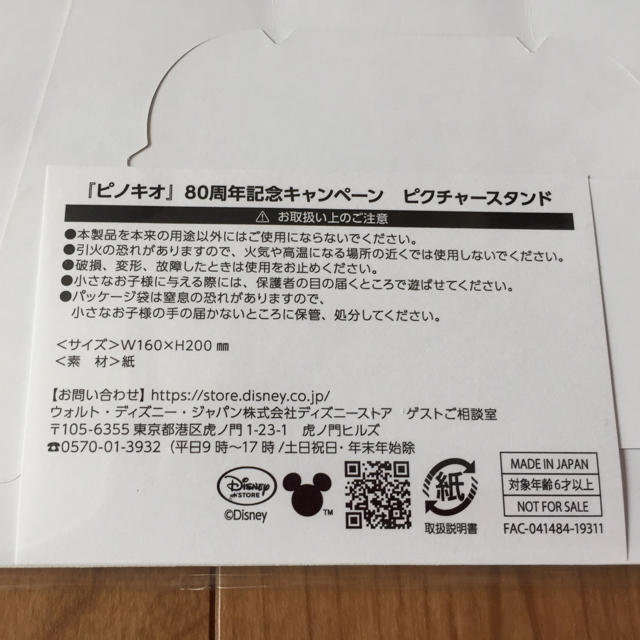 『ピノキオ』80周年記念キャンペーン　ピクチャースタンド
⚠ お取扱い上のご注意
●本製品を本来の用途以外にはご使用にならないでください。
●引火の恐れがありますので、火気や高温になる場所の近くでは使用しないでください。
●破損、変形、故障したときは使用をお止めください。
●小さなお子様に与える際には、保護者の目の届くところで遊ばせてください。
●パッケージ袋は窒息の恐れがありますので、
小さなお子様の手の届かないところに保管、処分してください。
＜サイズ＞W160×H200 ㎜
＜素　材＞紙
【お問い合わせ】https://store.disney.co.jp/
ウォルト・ディズニー・ジャパン株式会社ディズニーストア　ゲストご相談室
〒105-6355 東京都港区虎ノ門 1-23-1　虎ノ門ヒルズ
☎0570-01-3932（平日9時〜17時 /土日祝日・年末年始除
Disney
STORE
©Disney
TM
紙
取扱説明書
MADE IN JAPAN
対象年齢6才以上
NOT FOR SALE
FAC-041484-19311